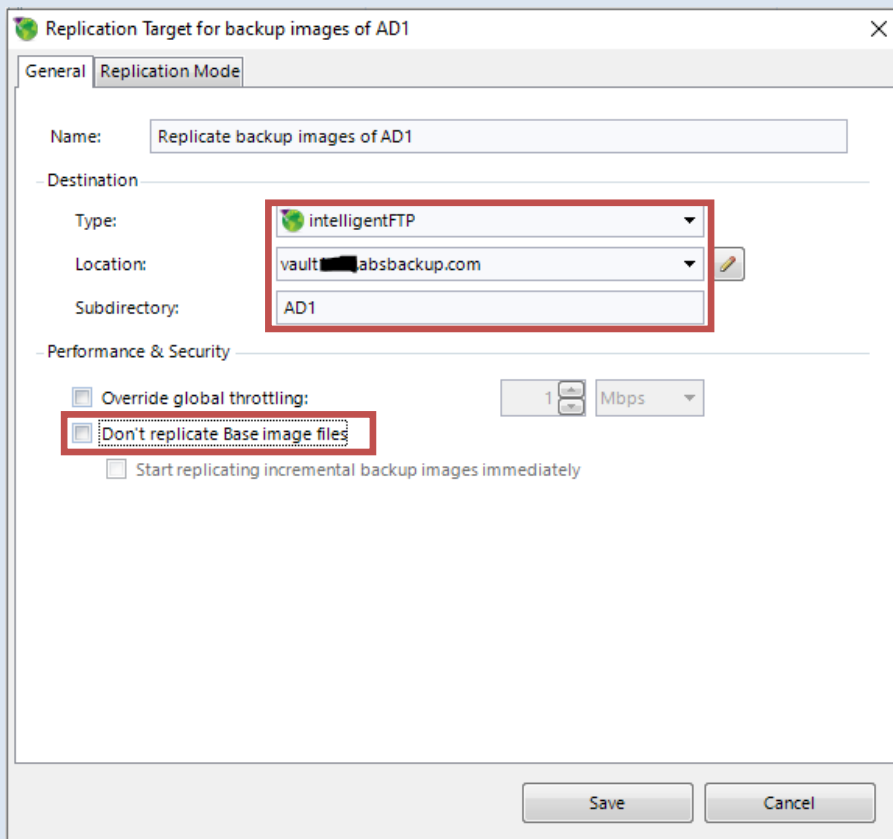 Replication Target for backup images of AD1
General Replication Mode
Name: Replicate backup images of AD1
Destination
Type: intelligentFTP
Location: vault .absbackup.com
Subdirectory: AD1
Performance & Security
Override global throttling: 1 Mbps
Don't replicate Base image files
Start replicating incremental backup images immediately
Save Cancel